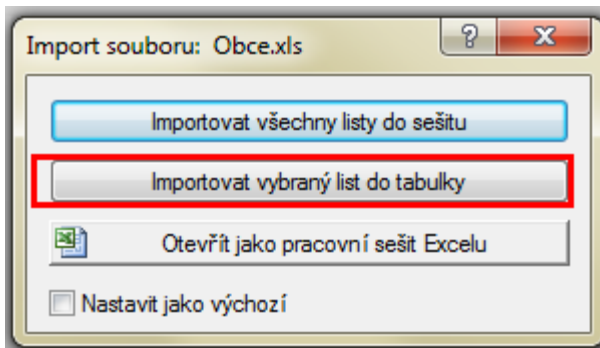 Import souboru: Obce.xls
Importovat všechny listy do sešitu
Importovat vybraný list do tabulky
Otevřít jako pracovní sešit Excelu
Nastavit jako výchozí